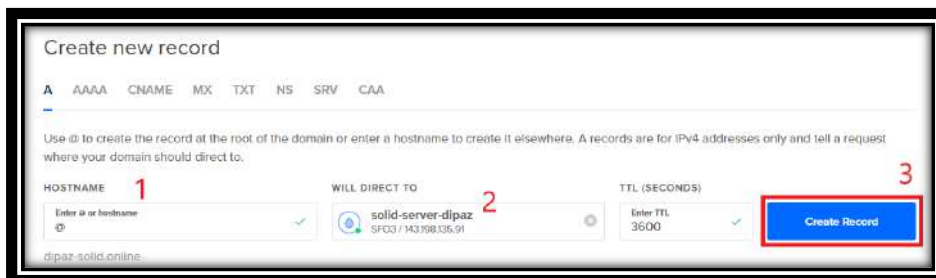 Create new record
A AAAA CNAME MX TXT NS SRV CAA
Use @ to create the record at the root of the domain or enter a hostname to create it elsewhere. A records are for IPv4 addresses only and tell a request
where your domain should direct to.
HOSTNAME 1 WILL DIRECT TO TTL (SECONDS) 3
Enter @ or hostname solid-server-dipaz 2 Enter TTL
@ SFO3 / 143.198.135.91 3600 Create Record
dipaz-solid.online